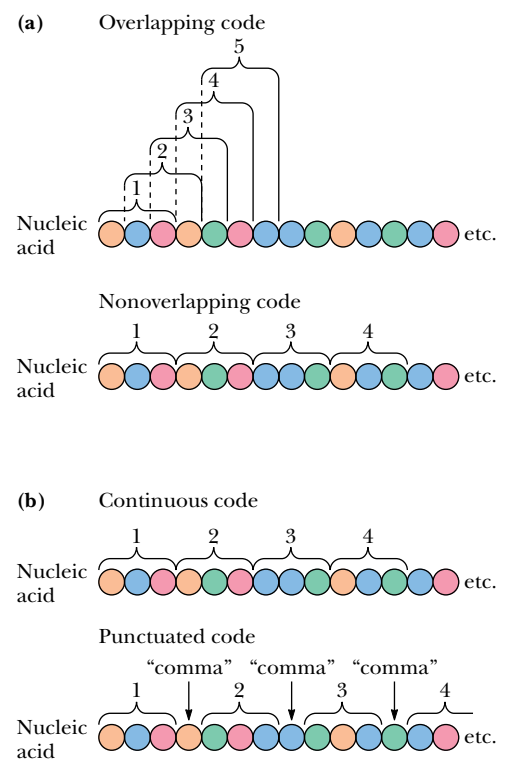 (a) Overlapping code
5
4
3
2
1
Nucleic acid etc.
Nonoverlapping code
1 2 3 4
Nucleic acid etc.
(b) Continuous code
1 2 3 4
Nucleic acid etc.
Punctuated code
“comma” “comma” “comma”
1 2 3 4
Nucleic acid etc.